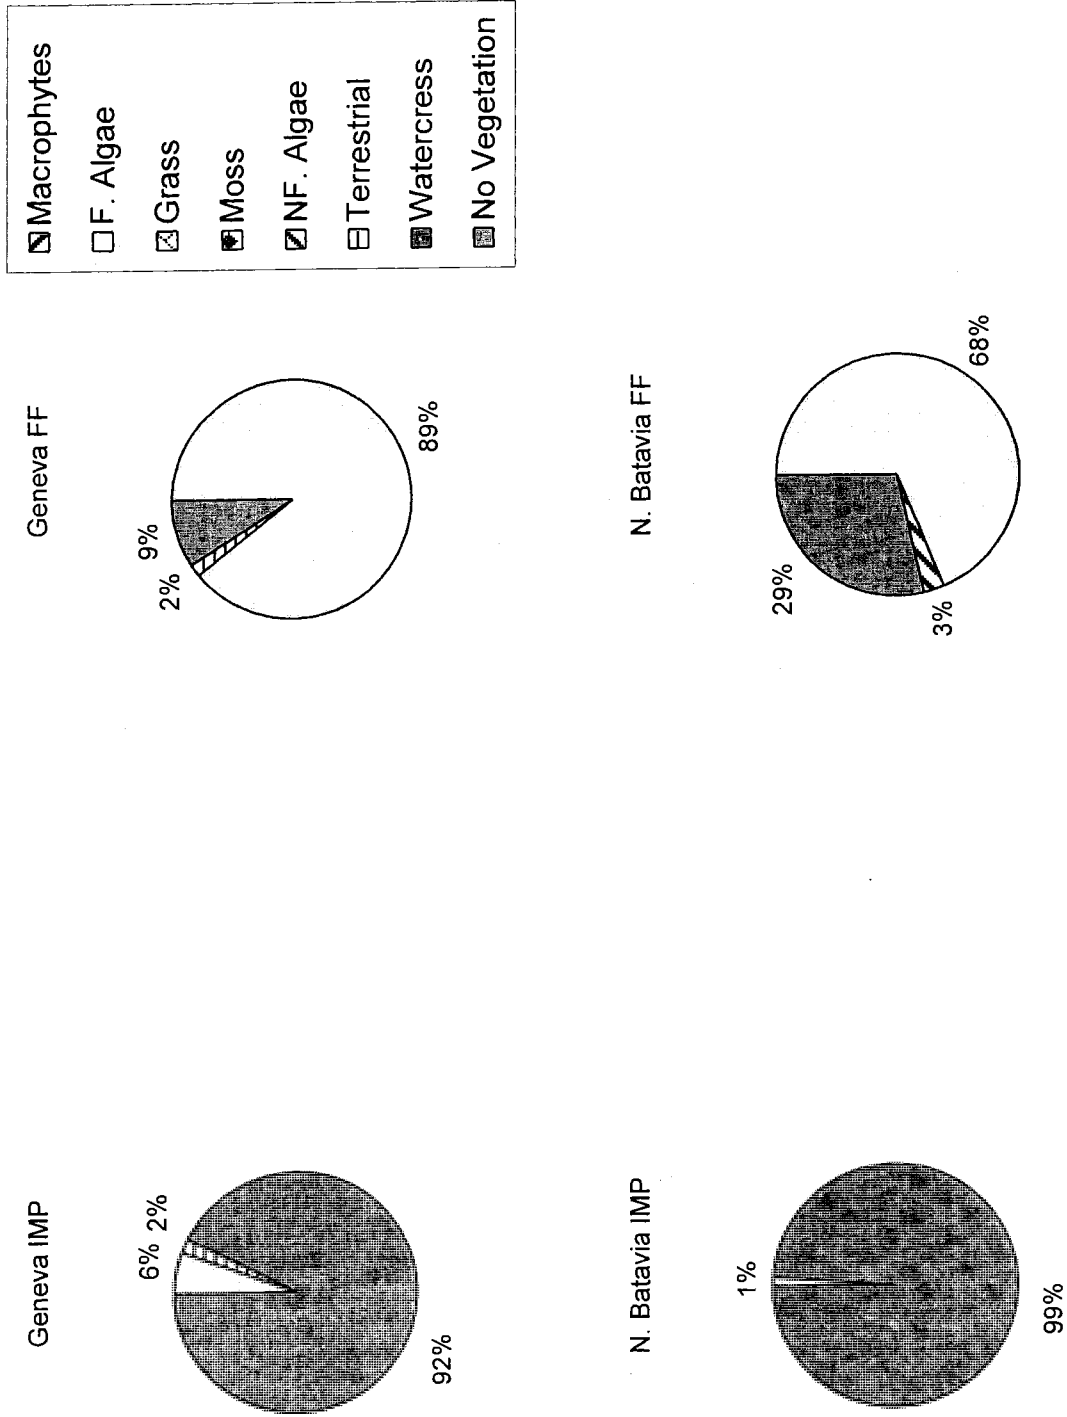 Geneva IMP
6%
2%
92%
Geneva FF
9%
2%
89%
Macrophytes
F. Algae
Grass
Moss
NF. Algae
Terrestrial
Watercress
No Vegetation
N. Batavia IMP
1%
99%
N. Batavia FF
29%
3%
68%